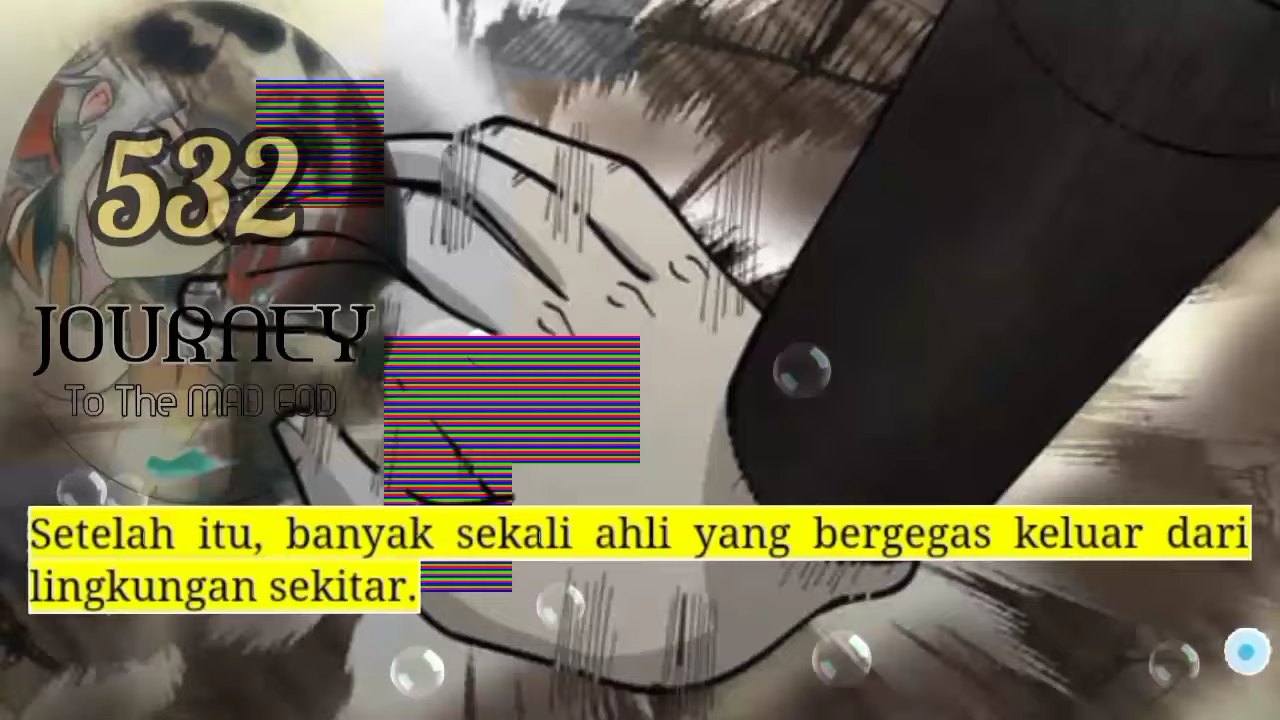 532
JOURNEY
To The MAD GOD
Setelah itu, banyak sekali ahli yang bergegas keluar dari
lingkungan sekitar.